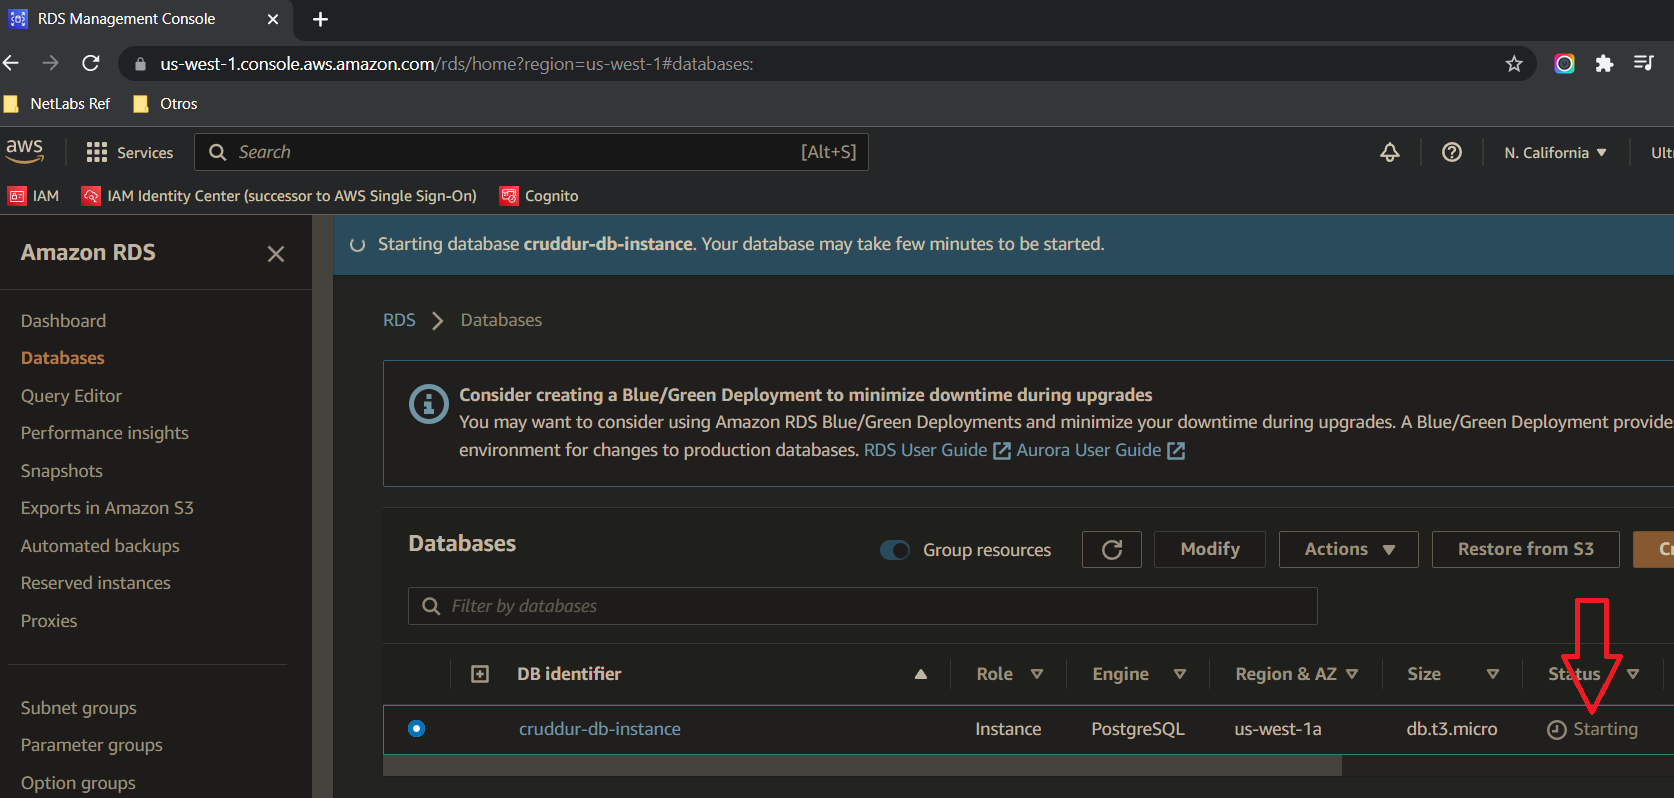 RDS Management Console
us-west-1.console.aws.amazon.com/rds/home?region=us-west-1#databases:
NetLabs Ref Otros
aws Services Search [Alt+S] N. California Ult
IAM IAM Identity Center (successor to AWS Single Sign-On) Cognito
Amazon RDS
Dashboard
Databases
Query Editor
Performance insights
Snapshots
Exports in Amazon S3
Automated backups
Reserved instances
Proxies
Subnet groups
Parameter groups
Option groups
Starting database cruddur-db-instance. Your database may take few minutes to be started.
RDS Databases
Consider creating a Blue/Green Deployment to minimize downtime during upgrades
You may want to consider using Amazon RDS Blue/Green Deployments and minimize your downtime during upgrades. A Blue/Green Deployment provide
environment for changes to production databases. RDS User Guide Aurora User Guide
Databases Group resources Modify Actions Restore from S3 Cr
Filter by databases
DB identifier Role Engine Region & AZ Size Status
cruddur-db-instance Instance PostgreSQL us-west-1a db.t3.micro Starting